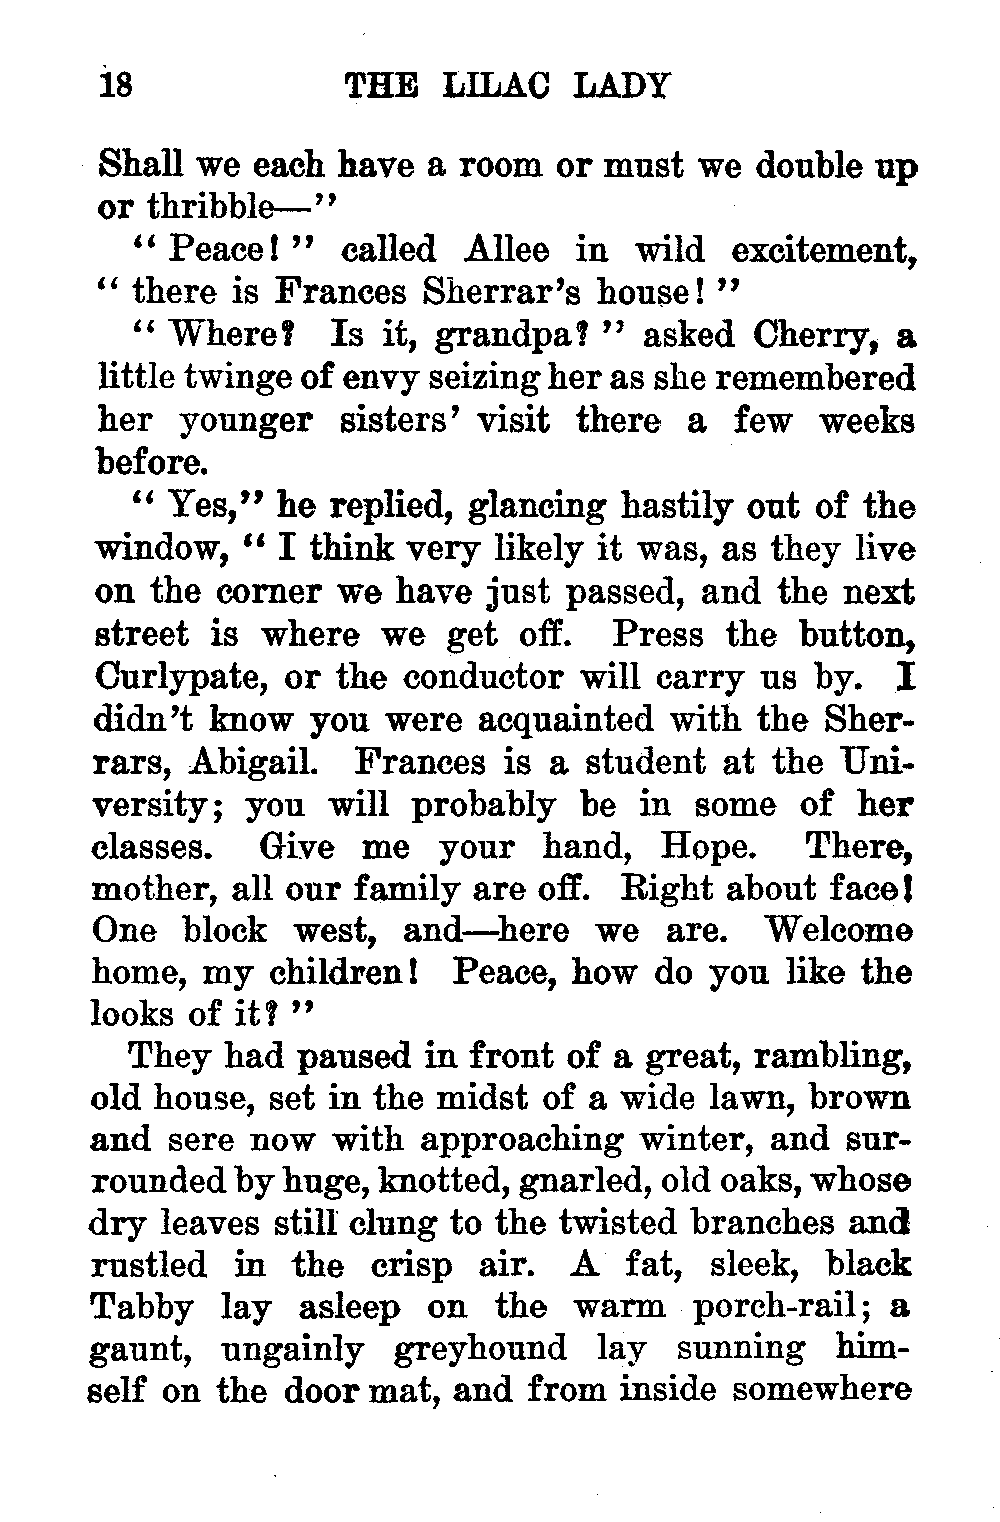 18 THE LILAC LADY
Shall we each have a room or must we double up
or thribble—"
" Peace! " called Allee in wild excitement,
" there is Frances Sherrar's house! "
" Where? Is it, grandpa? " asked Cherry, a
little twinge of envy seizing her as she remembered
her younger sisters' visit there a few weeks
before.
" Yes," he replied, glancing hastily out of the
window, " I think very likely it was, as they live
on the corner we have just passed, and the next
street is where we get off. Press the button,
Curlypate, or the conductor will carry us by. I
didn't know you were acquainted with the Sher-
rars, Abigail. Frances is a student at the Uni-
versity; you will probably be in some of her
classes. Give me your hand, Hope. There,
mother, all our family are off. Right about face!
One block west, and—here we are. Welcome
home, my children! Peace, how do you like the
looks of it? "
They had paused in front of a great, rambling,
old house, set in the midst of a wide lawn, brown
and sere now with approaching winter, and sur-
rounded by huge, knotted, gnarled, old oaks, whose
dry leaves still clung to the twisted branches and
rustled in the crisp air. A fat, sleek, black
Tabby lay asleep on the warm porch-rail; a
gaunt, ungainly greyhound lay sunning him-
self on the door mat, and from inside somewhere